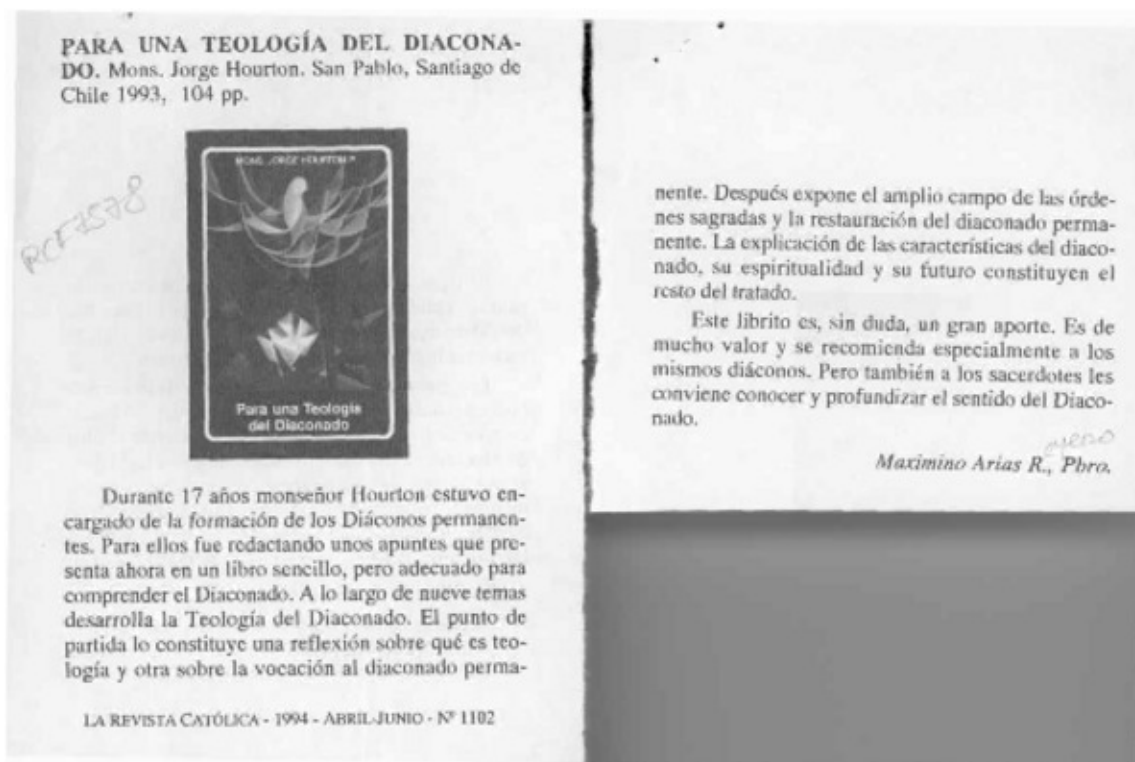 PARA UNA TEOLOGÍA DEL DIACONA-
DO. Mons. Jorge Hourton. San Pablo, Santiago de
Chile 1993, 104 pp.
RCF7578
MONS. JORGE HOURTON P.
Para una Teología
del Diaconado
Durante 17 años monseñor Hourton estuvo en-
cargado de la formación de los Diáconos permanen-
tes. Para ellos fue redactando unos apuntes que pre-
senta ahora en un libro sencillo, pero adecuado para
comprender el Diaconado. A lo largo de nueve temas
desarrolla la Teología del Diaconado. El punto de
partida lo constituye una reflexión sobre qué es teo-
logía y otra sobre la vocación al diaconado perma-
LA REVISTA CATÓLICA - 1994 - ABRIL-JUNIO - Nº 1102
nente. Después expone el amplio campo de las órde-
nes sagradas y la restauración del diaconado perma-
nente. La explicación de las características del diaco-
nado, su espiritualidad y su futuro constituyen el
resto del tratado.
Este librito es, sin duda, un gran aporte. Es de
mucho valor y se recomienda especialmente a los
mismos diáconos. Pero también a los sacerdotes les
conviene conocer y profundizar el sentido del Diaco-
nado.
Maximino Arias R., Pbro.